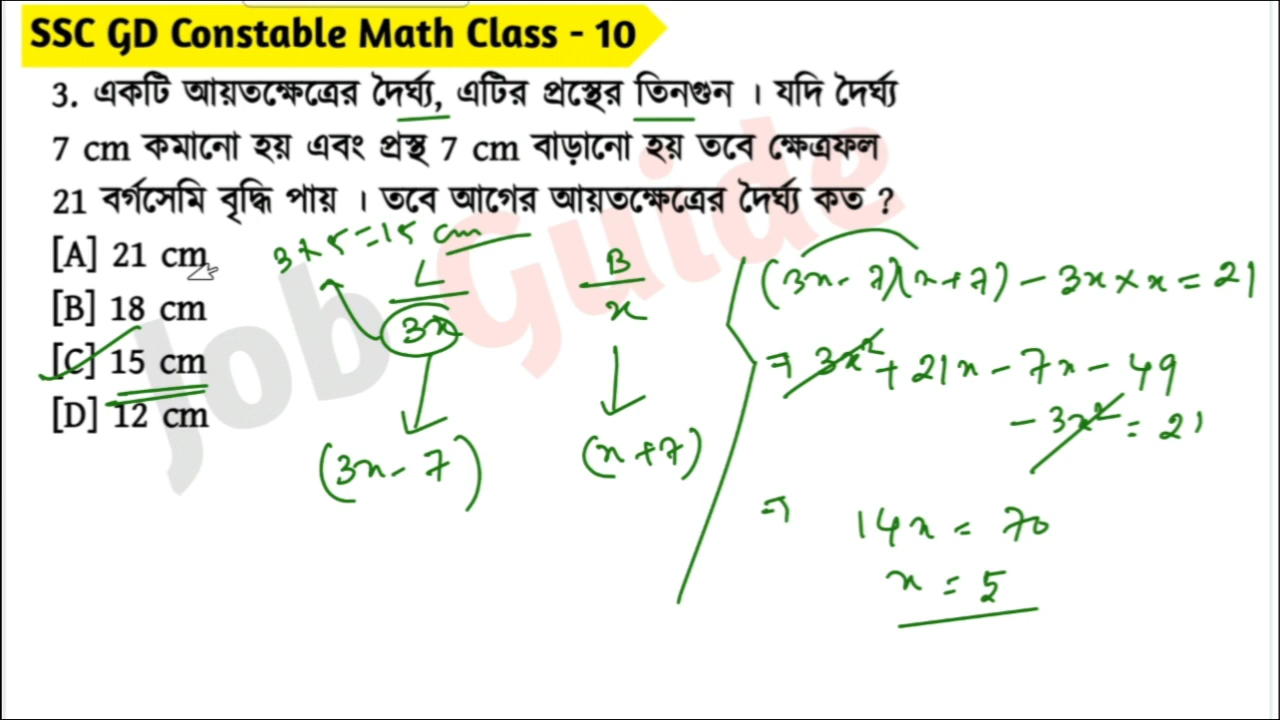 SSC GD Constable Math Class - 10
3. একটি আয়তক্ষেত্রের দৈর্ঘ্য, এটির প্রস্থের তিনগুন । যদি দৈর্ঘ্য
7 cm কমানো হয় এবং প্রস্থ 7 cm বাড়ানো হয় তবে ক্ষেত্রফল
21 বর্গসেমি বৃদ্ধি পায় । তবে আগের আয়তক্ষেত্রের দৈর্ঘ্য কত ?
[A] 21 cm
[B] 18 cm
[C] 15 cm
[D] 12 cm
3 × 5 = 15 cm
L B
3x x
(3x - 7) (x + 7)
(3x - 7)(x + 7) - 3x × x = 21
⇒ 3x² + 21x - 7x - 49
- 3x² = 21
⇒ 14x = 70
x = 5
Job Guide